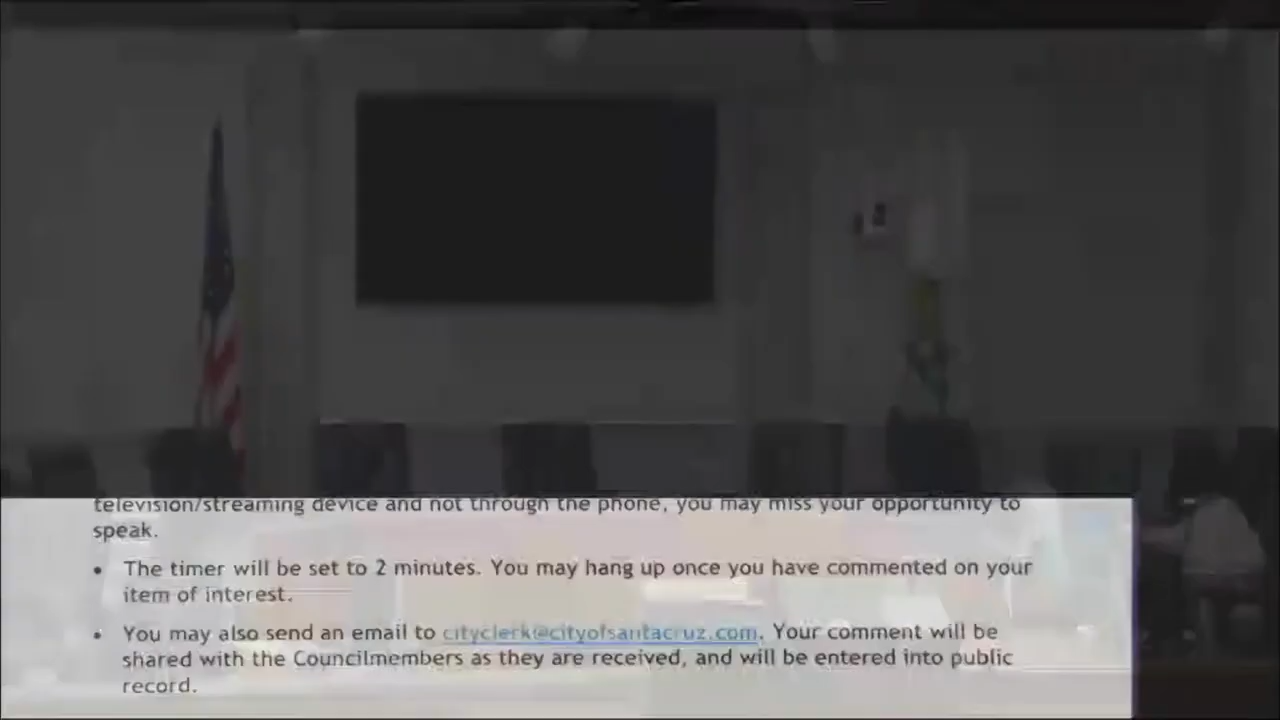 television/streaming device and not through the phone, you may miss your opportunity to
speak.
• The timer will be set to 2 minutes. You may hang up once you have commented on your
item of interest.
• You may also send an email to cityclerk@cityofsantacruz.com. Your comment will be
shared with the Councilmembers as they are received, and will be entered into public
record.